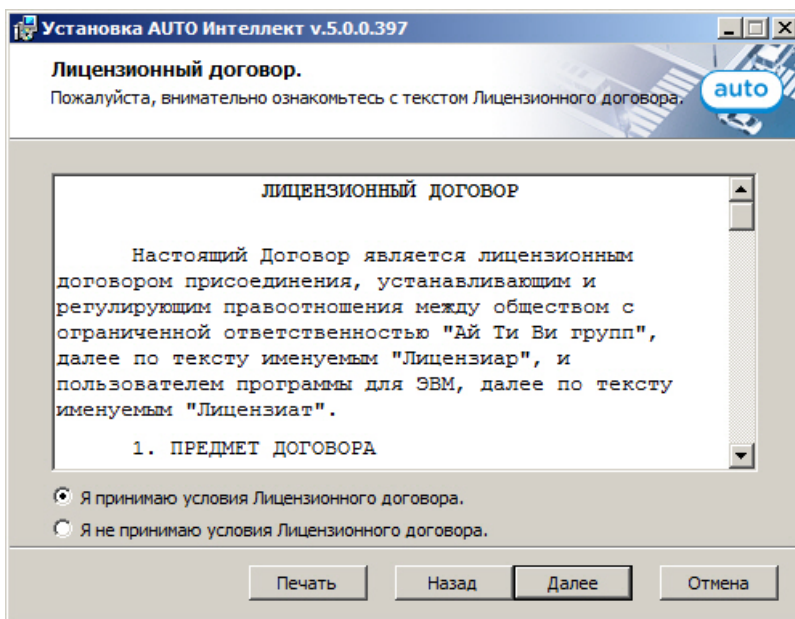 Установка AUTO Интеллект v.5.0.0.397
Лицензионный договор.
Пожалуйста, внимательно ознакомьтесь с текстом Лицензионного договора.
auto
ЛИЦЕНЗИОННЫЙ ДОГОВОР
Настоящий Договор является лицензионным
договором присоединения, устанавливающим и
регулирующим правоотношения между обществом с
ограниченной ответственностью "Ай Ти Ви групп",
далее по тексту именуемым "Лицензиар", и
пользователем программы для ЭВМ, далее по тексту
именуемым "Лицензиат".
1. ПРЕДМЕТ ДОГОВОРА
Я принимаю условия Лицензионного договора.
Я не принимаю условия Лицензионного договора.
Печать Назад Далее Отмена